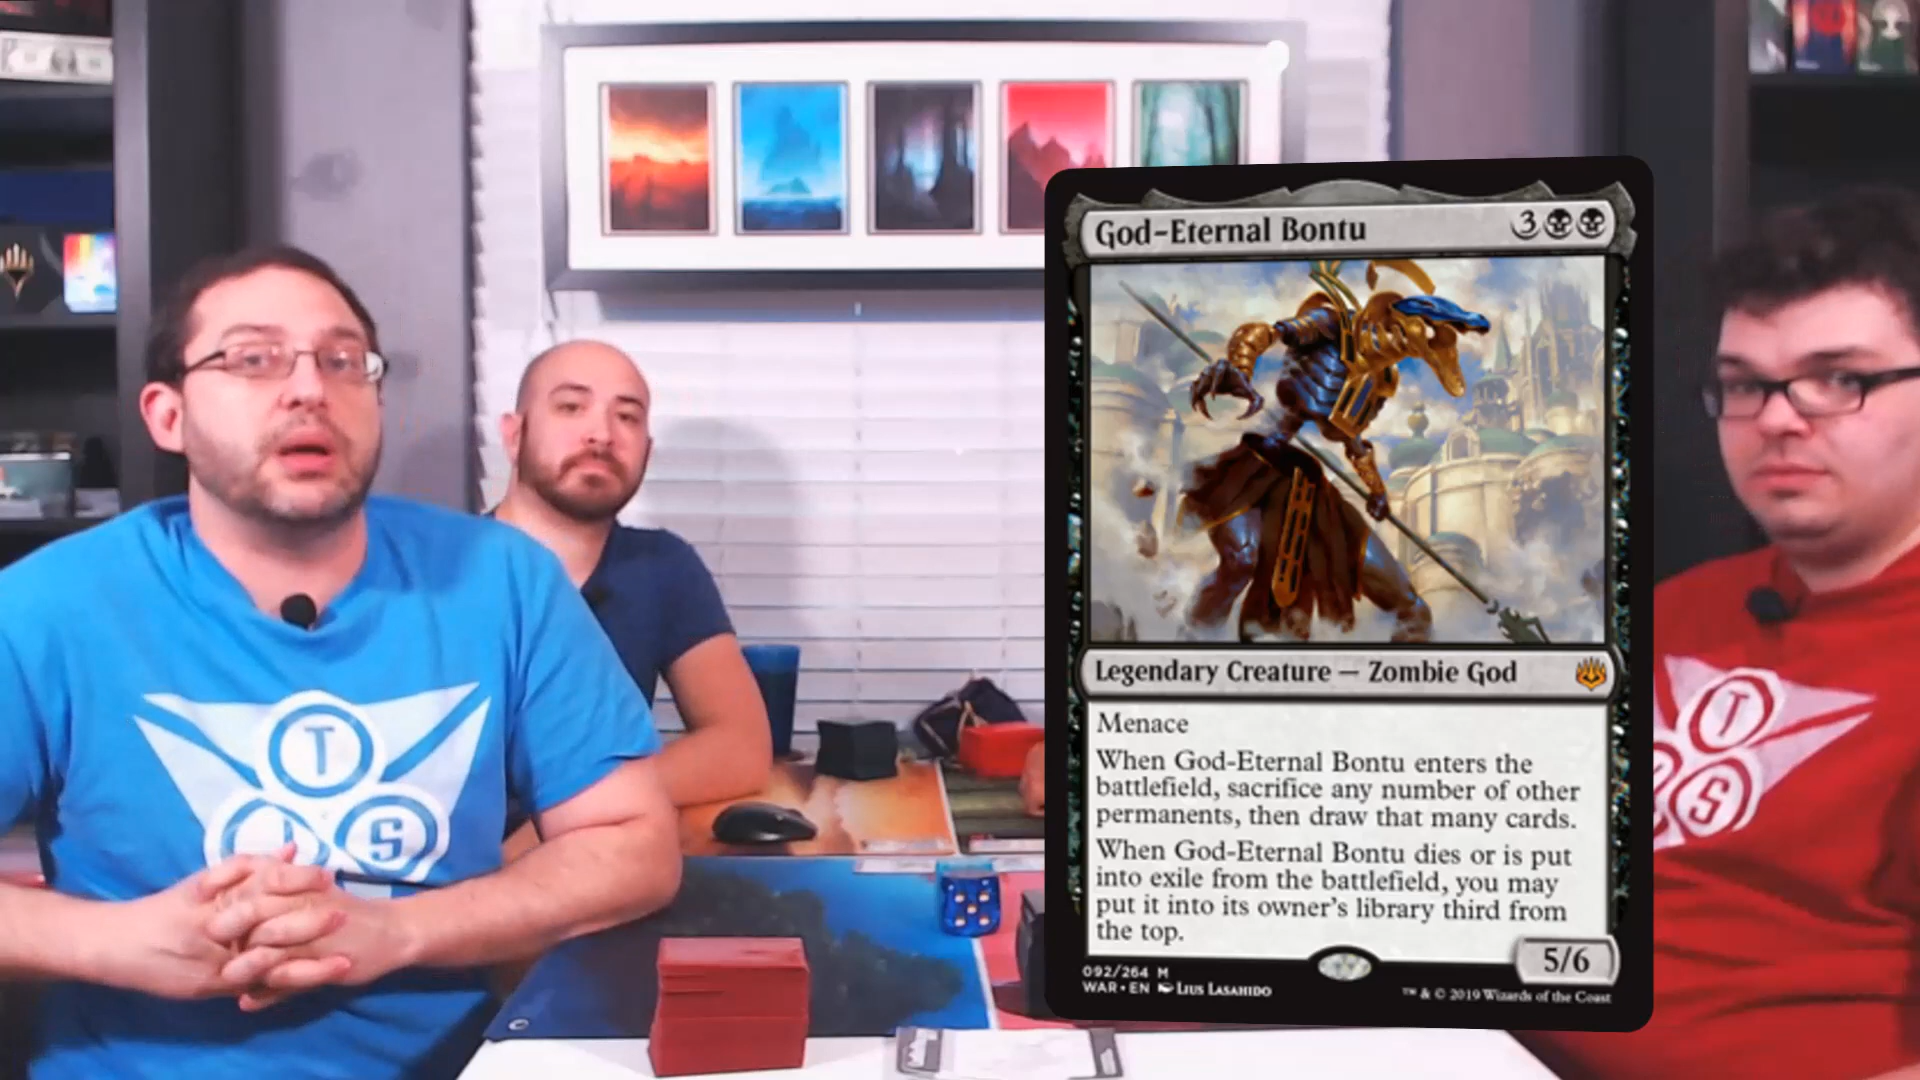 God-Eternal Bontu
3
Legendary Creature — Zombie God
Menace
When God-Eternal Bontu enters the
battlefield, sacrifice any number of other
permanents, then draw that many cards.
When God-Eternal Bontu dies or is put
into exile from the battlefield, you may
put it into its owner's library third from
the top.
5/6
092/264 M
WAR • EN Lius Lasahido
™ & © 2019 Wizards of the Coast
T
S
T
S